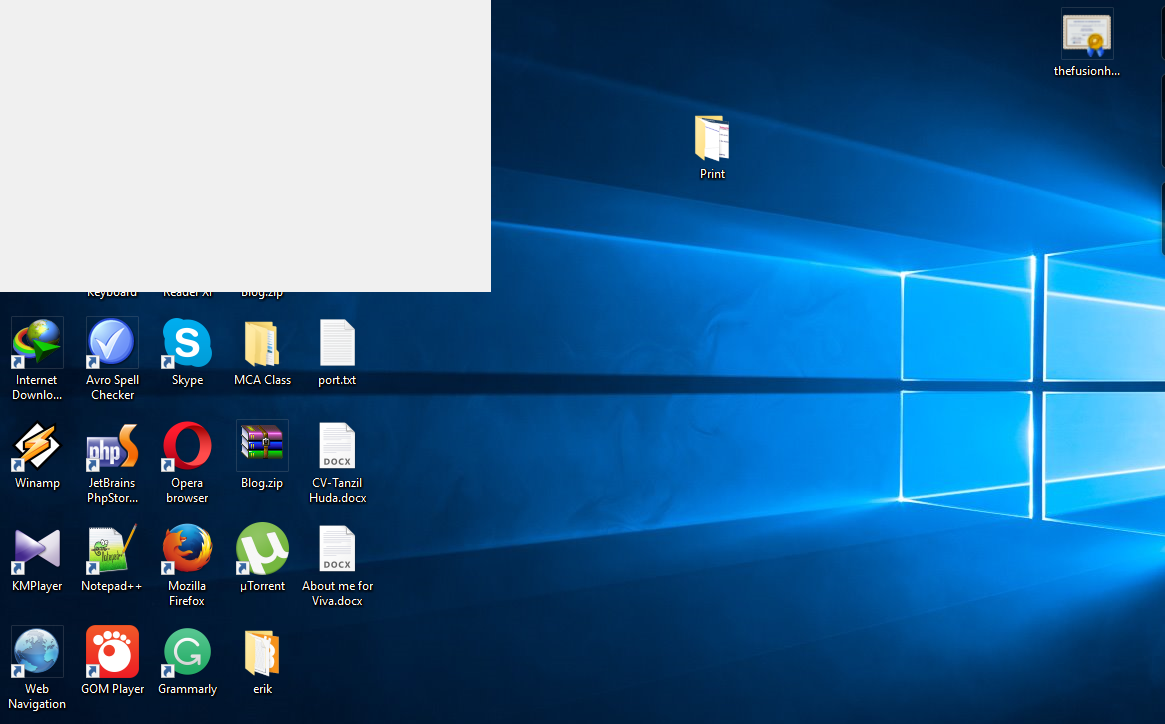 thefusionh...
Print
Keyboard
Reader XI
Blog.zip
Internet
Downlo...
Avro Spell
Checker
Skype
MCA Class
port.txt
Winamp
JetBrains
PhpStor...
Opera
browser
Blog.zip
DOCX
CV-Tanzil
Huda.docx
KMPlayer
Notepad++
Mozilla
Firefox
µTorrent
DOCX
About me for
Viva.docx
Web
Navigation
GOM Player
Grammarly
erik